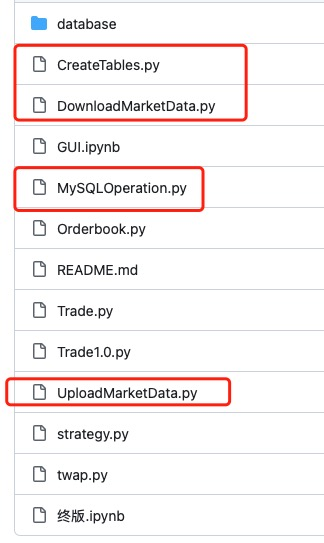 database
CreateTables.py
DownloadMarketData.py
GUI.ipynb
MySQLOperation.py
Orderbook.py
README.md
Trade.py
Trade1.0.py
UploadMarketData.py
strategy.py
twap.py
终版.ipynb